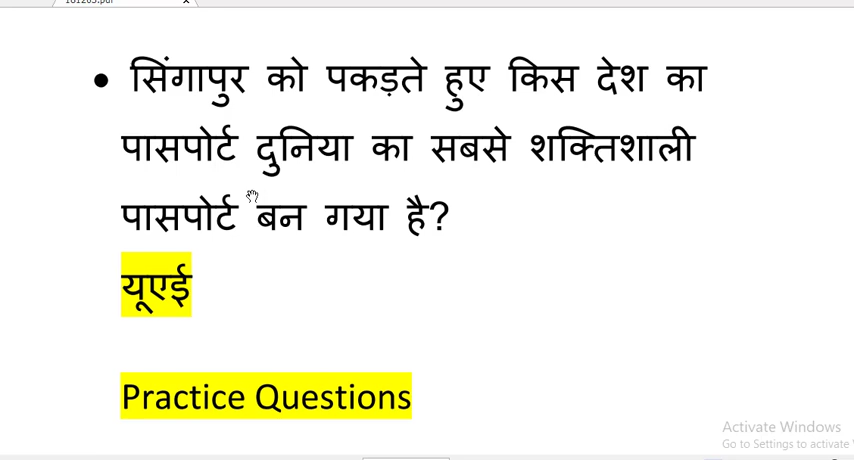 • सिंगापुर को पकड़ते हुए किस देश का
पासपोर्ट दुनिया का सबसे शक्तिशाली
पासपोर्ट बन गया है?
यूएई
Practice Questions
Activate Windows
Go to Settings to activate